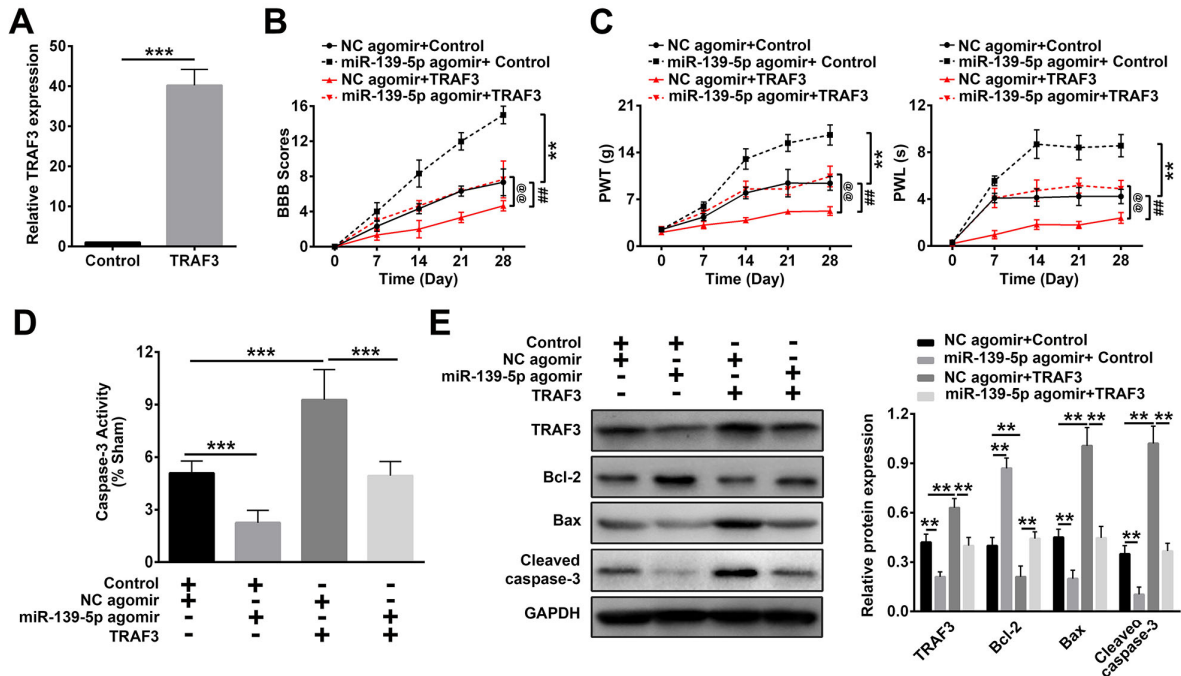 A
Relative TRAF3 expression
50
40
30
20
10
0
***
Control
TRAF3
B
NC agomir+Control
miR-139-5p agomir+ Control
NC agomir+TRAF3
miR-139-5p agomir+TRAF3
BBB Scores
16
12
8
4
0
0 7 14 21 28
Time (Day)
**
@@
##
C
NC agomir+Control
miR-139-5p agomir+ Control
NC agomir+TRAF3
miR-139-5p agomir+TRAF3
PWT (g)
21
14
7
0
0 7 14 21 28
Time (Day)
**
@@
##
NC agomir+Control
miR-139-5p agomir+ Control
NC agomir+TRAF3
miR-139-5p agomir+TRAF3
PWL (s)
12
9
6
3
0
0 7 14 21 28
Time (Day)
**
@@
##
D
Caspase-3 Activity
(% Sham)
12
9
6
3
0
*** ***
***
Control + + - -
NC agomir + - + -
miR-139-5p agomir - + - +
TRAF3 - - + +
E
Control + + - -
NC agomir + - + -
miR-139-5p agomir - + - +
TRAF3 - - + +
TRAF3
Bcl-2
Bax
Cleaved
caspase-3
GAPDH
NC agomir+Control
miR-139-5p agomir+ Control
NC agomir+TRAF3
miR-139-5p agomir+TRAF3
Relative protein expression
1.2
0.9
0.6
0.3
0.0
** ** **
** ** **
** ** **
** ** **
TRAF3
Bcl-2
Bax
Cleaved
caspase-3